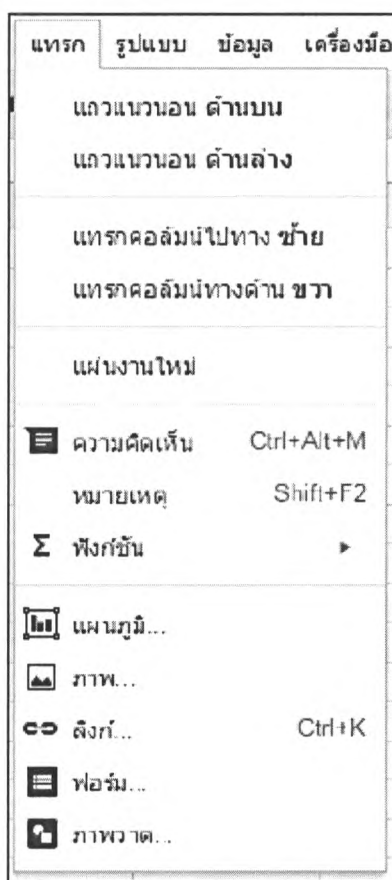 แทรก รูปแบบ ข้อมูล เครื่องมือ
แถวแนวนอน ด้านบน
แถวแนวนอน ด้านล่าง
แทรกคอลัมน์ไปทาง ซ้าย
แทรกคอลัมน์ทางด้าน ขวา
แผ่นงานใหม่
ความคิดเห็น Ctrl+Alt+M
หมายเหตุ Shift+F2
Σ ฟังก์ชัน
แผนภูมิ...
ภาพ...
ลิงก์... Ctrl+K
ฟอร์ม...
ภาพวาด...